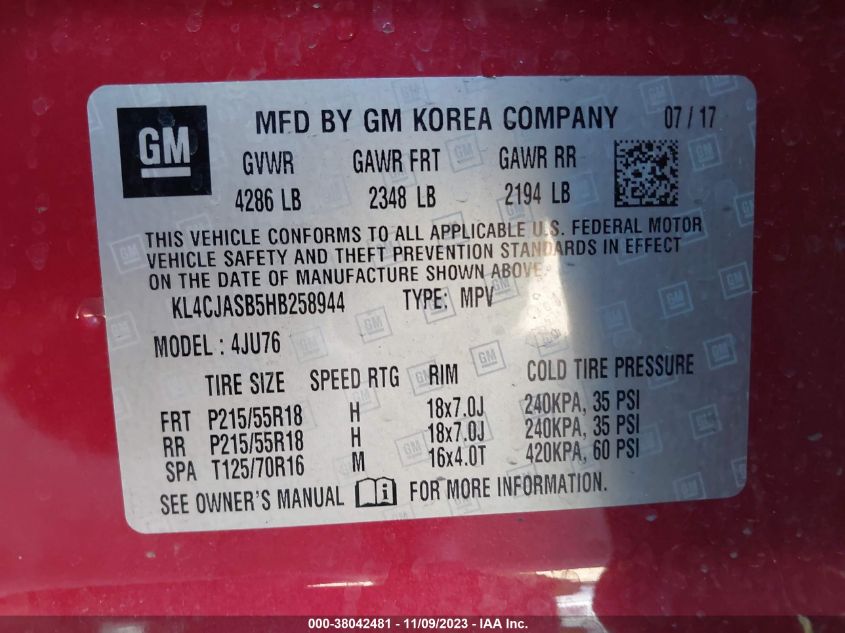 GM
MFD BY GM KOREA COMPANY 07 / 17
GVWR GAWR FRT GAWR RR
4286 LB 2348 LB 2194 LB
THIS VEHICLE CONFORMS TO ALL APPLICABLE U.S. FEDERAL MOTOR
VEHICLE SAFETY AND THEFT PREVENTION STANDARDS IN EFFECT
ON THE DATE OF MANUFACTURE SHOWN ABOVE.
KL4CJASB5HB258944 TYPE: MPV
MODEL : 4JU76
TIRE SIZE SPEED RTG RIM COLD TIRE PRESSURE
FRT P215/55R18 H 18x7.0J 240KPA, 35 PSI
RR P215/55R18 H 18x7.0J 240KPA, 35 PSI
SPA T125/70R16 M 16x4.0T 420KPA, 60 PSI
SEE OWNER'S MANUAL i FOR MORE INFORMATION.
000-38042481 - 11/09/2023 - IAA Inc.